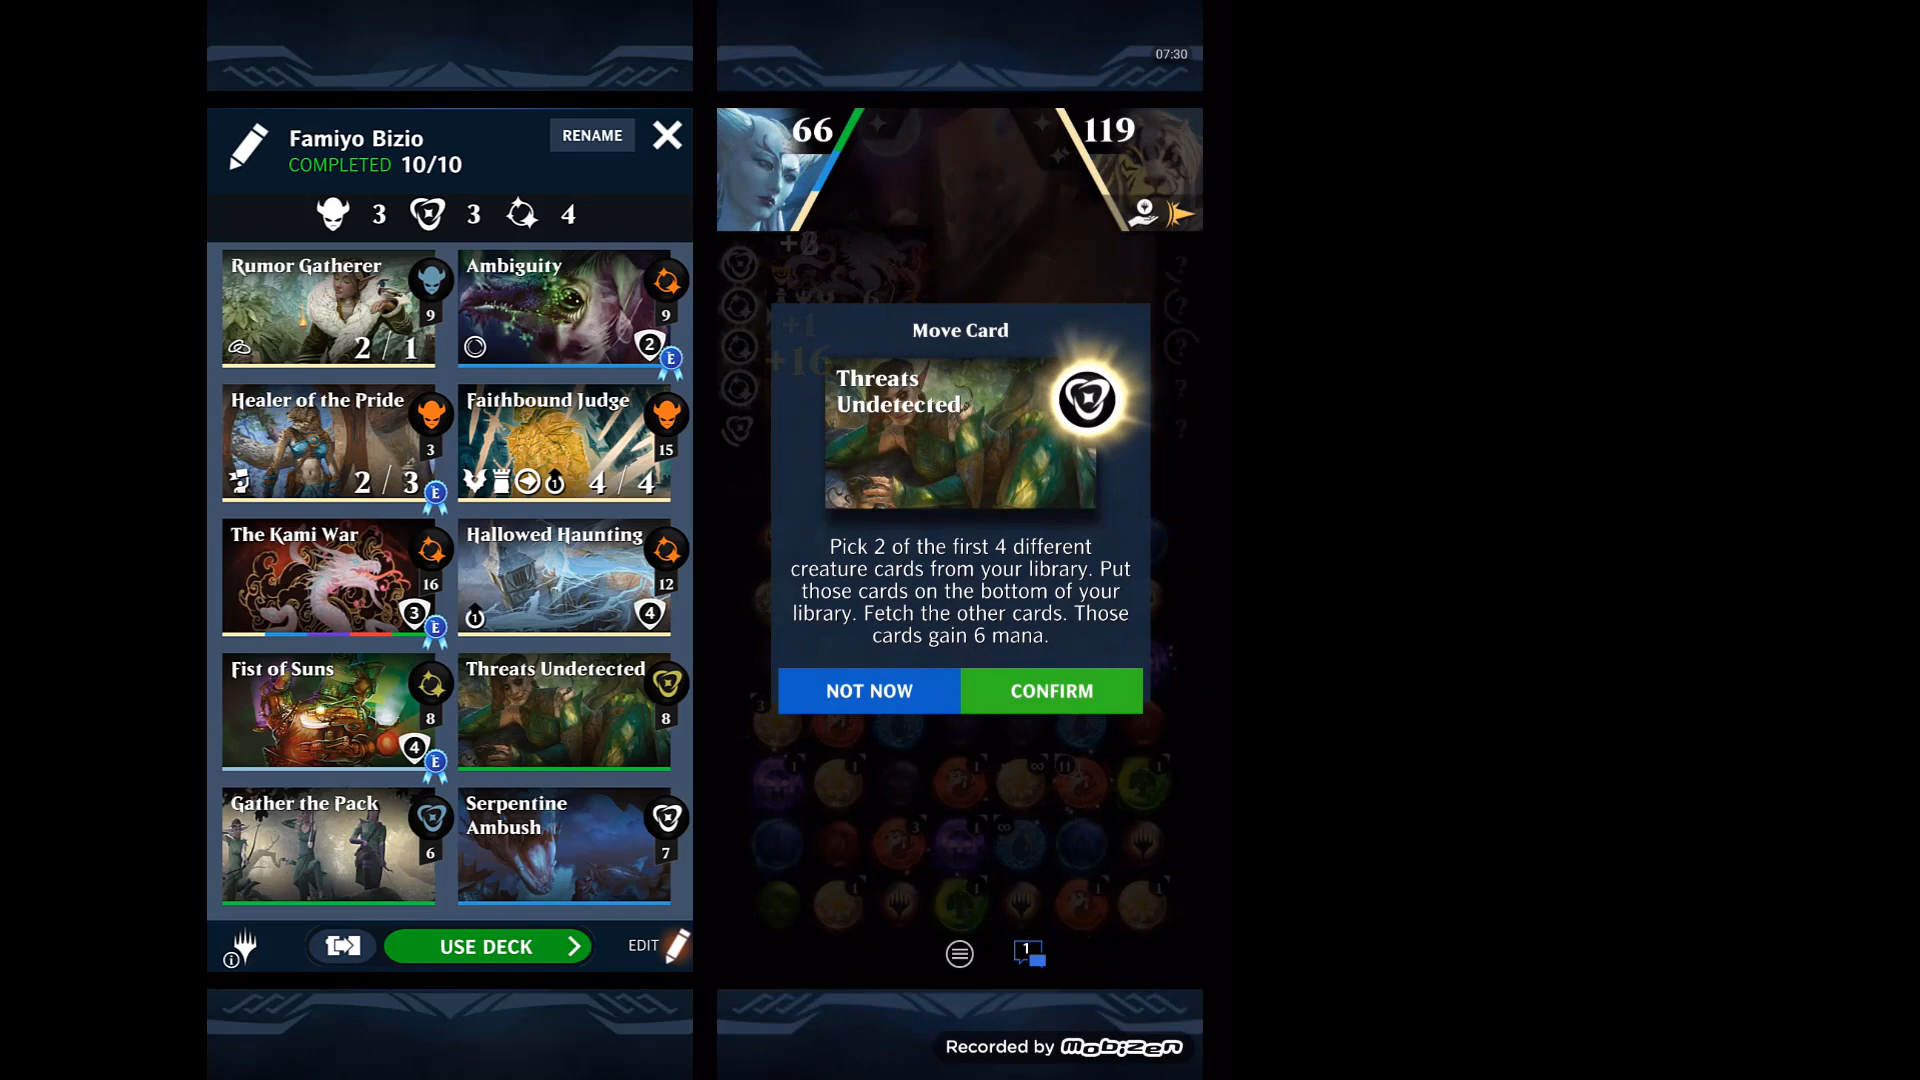 07:30
Famiyo Bizio
RENAME
COMPLETED 10/10
3 3 4
Rumor Gatherer
9
2 / 1
Ambiguity
9
2
E
Healer of the Pride
3
2 / 3
E
Faithbound Judge
15
1
4 / 4
The Kami War
16
3
E
Hallowed Haunting
12
1
4
Fist of Suns
8
4
E
Threats Undetected
8
Gather the Pack
6
Serpentine
Ambush
7
USE DECK
EDIT
66
119
+1
+16
Move Card
Threats
Undetected
Pick 2 of the first 4 different
creature cards from your library. Put
those cards on the bottom of your
library. Fetch the other cards. Those
cards gain 6 mana.
NOT NOW
CONFIRM
1
Recorded by Mobizen